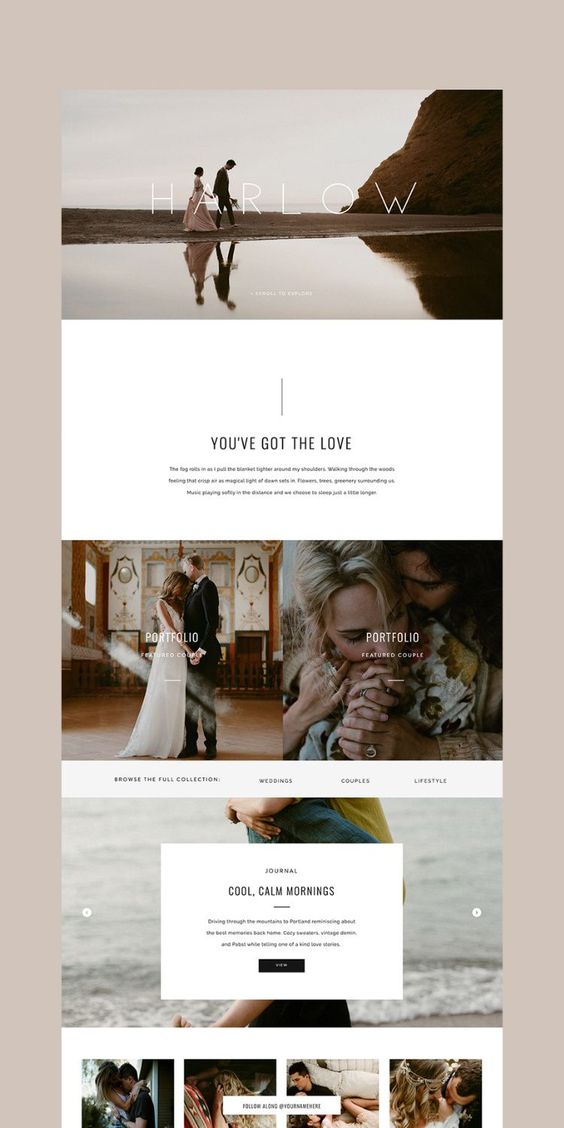 HARLOW
+ SCROLL TO EXPLORE
YOU'VE GOT THE LOVE
The fog rolls in as I pull the blanket tighter around my shoulders. Walking through the woods
feeling that crisp air as magical light of dawn sets in. Flowers, trees, greenery surrounding us.
Music playing softly in the distance and we choose to sleep just a little longer.
PORTFOLIO
FEATURED COUPLE
PORTFOLIO
FEATURED COUPLE
BROWSE THE FULL COLLECTION: WEDDINGS COUPLES LIFESTYLE
JOURNAL
COOL, CALM MORNINGS
Driving through the mountains to Portland reminiscing about
the best memories back home. Cozy sweaters, vintage demin,
and Pabst while telling one of a kind love stories.
VIEW
FOLLOW ALONG @YOURNAMEHERE